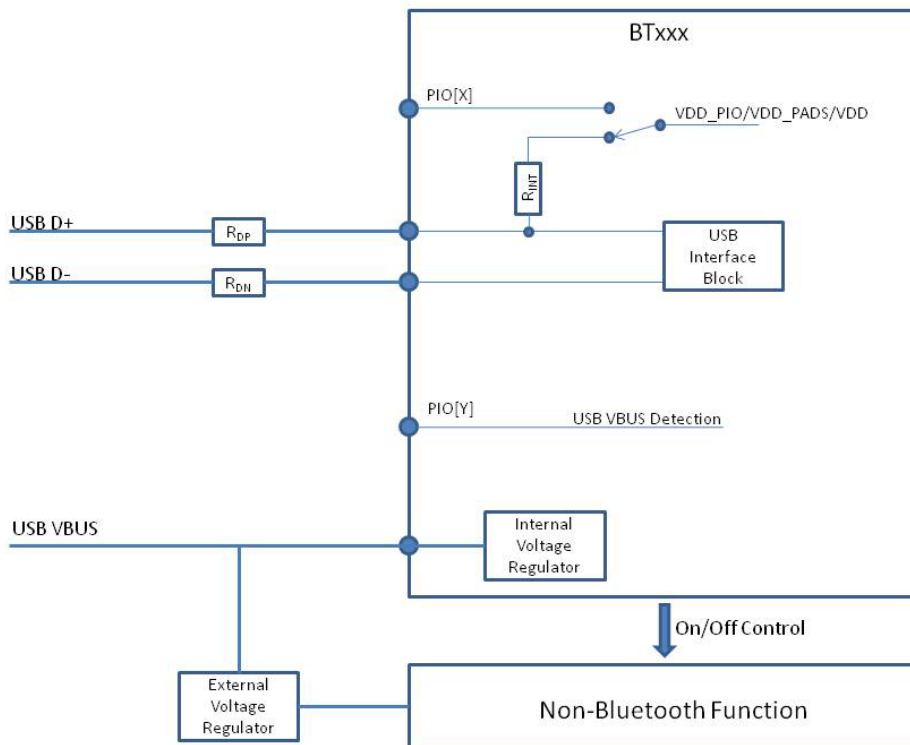 BTxxx
PIO[X]
VDD_PIO/VDD_PADS/VDD
RINT
USB D+
RDP
USB
Interface
Block
USB D-
RDN
PIO[Y]
USB VBUS Detection
USB VBUS
Internal
Voltage
Regulator
On/Off Control
External
Voltage
Regulator
Non-Bluetooth Function